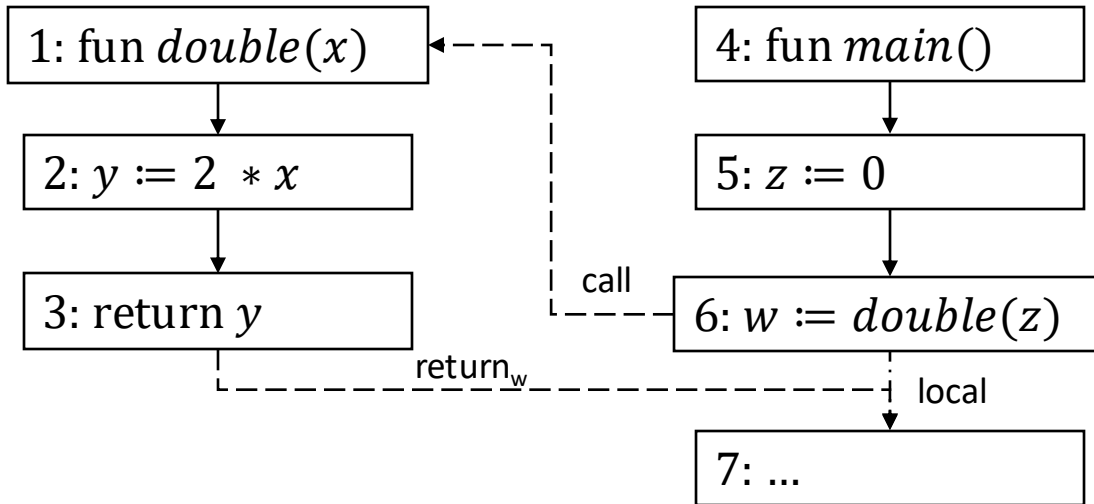 1: fun double(x)
2: y ≔ 2 * x
3: return y
4: fun main()
5: z ≔ 0
6: w ≔ double(z)
7: ...
call
return_w
local